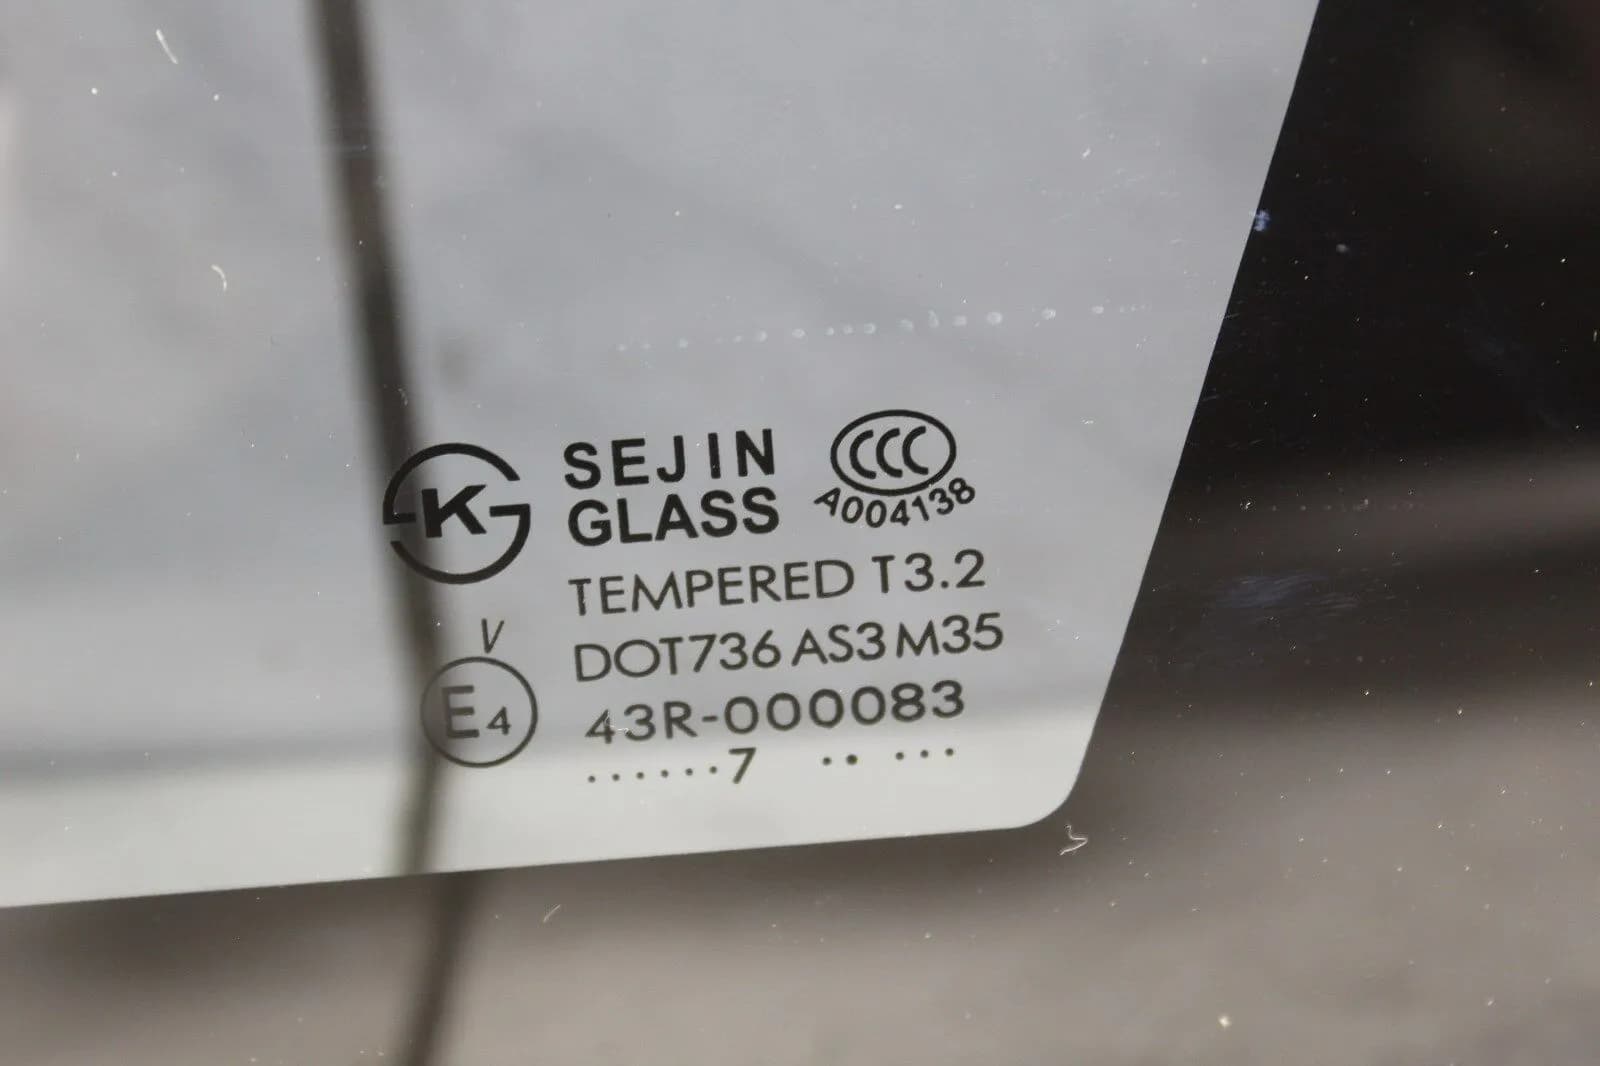 K
SEJIN
GLASS
CCC
A004138
TEMPERED T3.2
DOT736 AS3 M35
V
E4
43R-000083
......7 .. ...